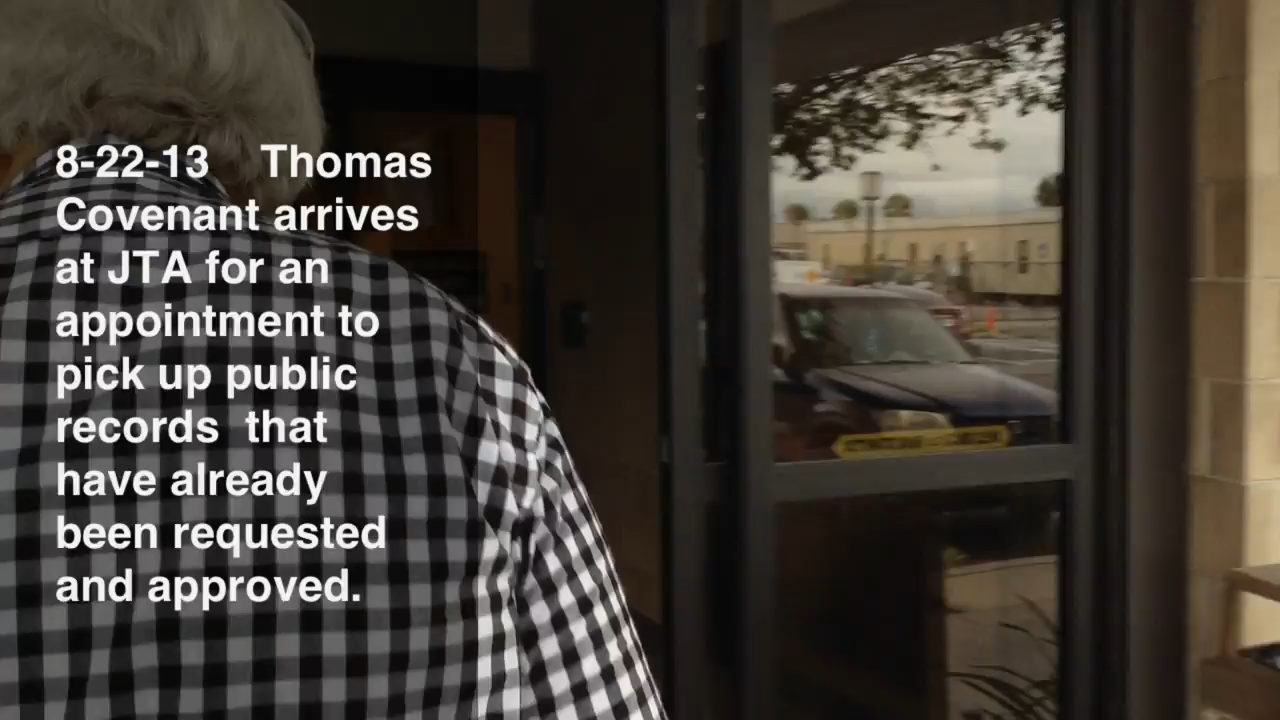 8-22-13 Thomas
Covenant arrives
at JTA for an
appointment to
pick up public
records that
have already
been requested
and approved.